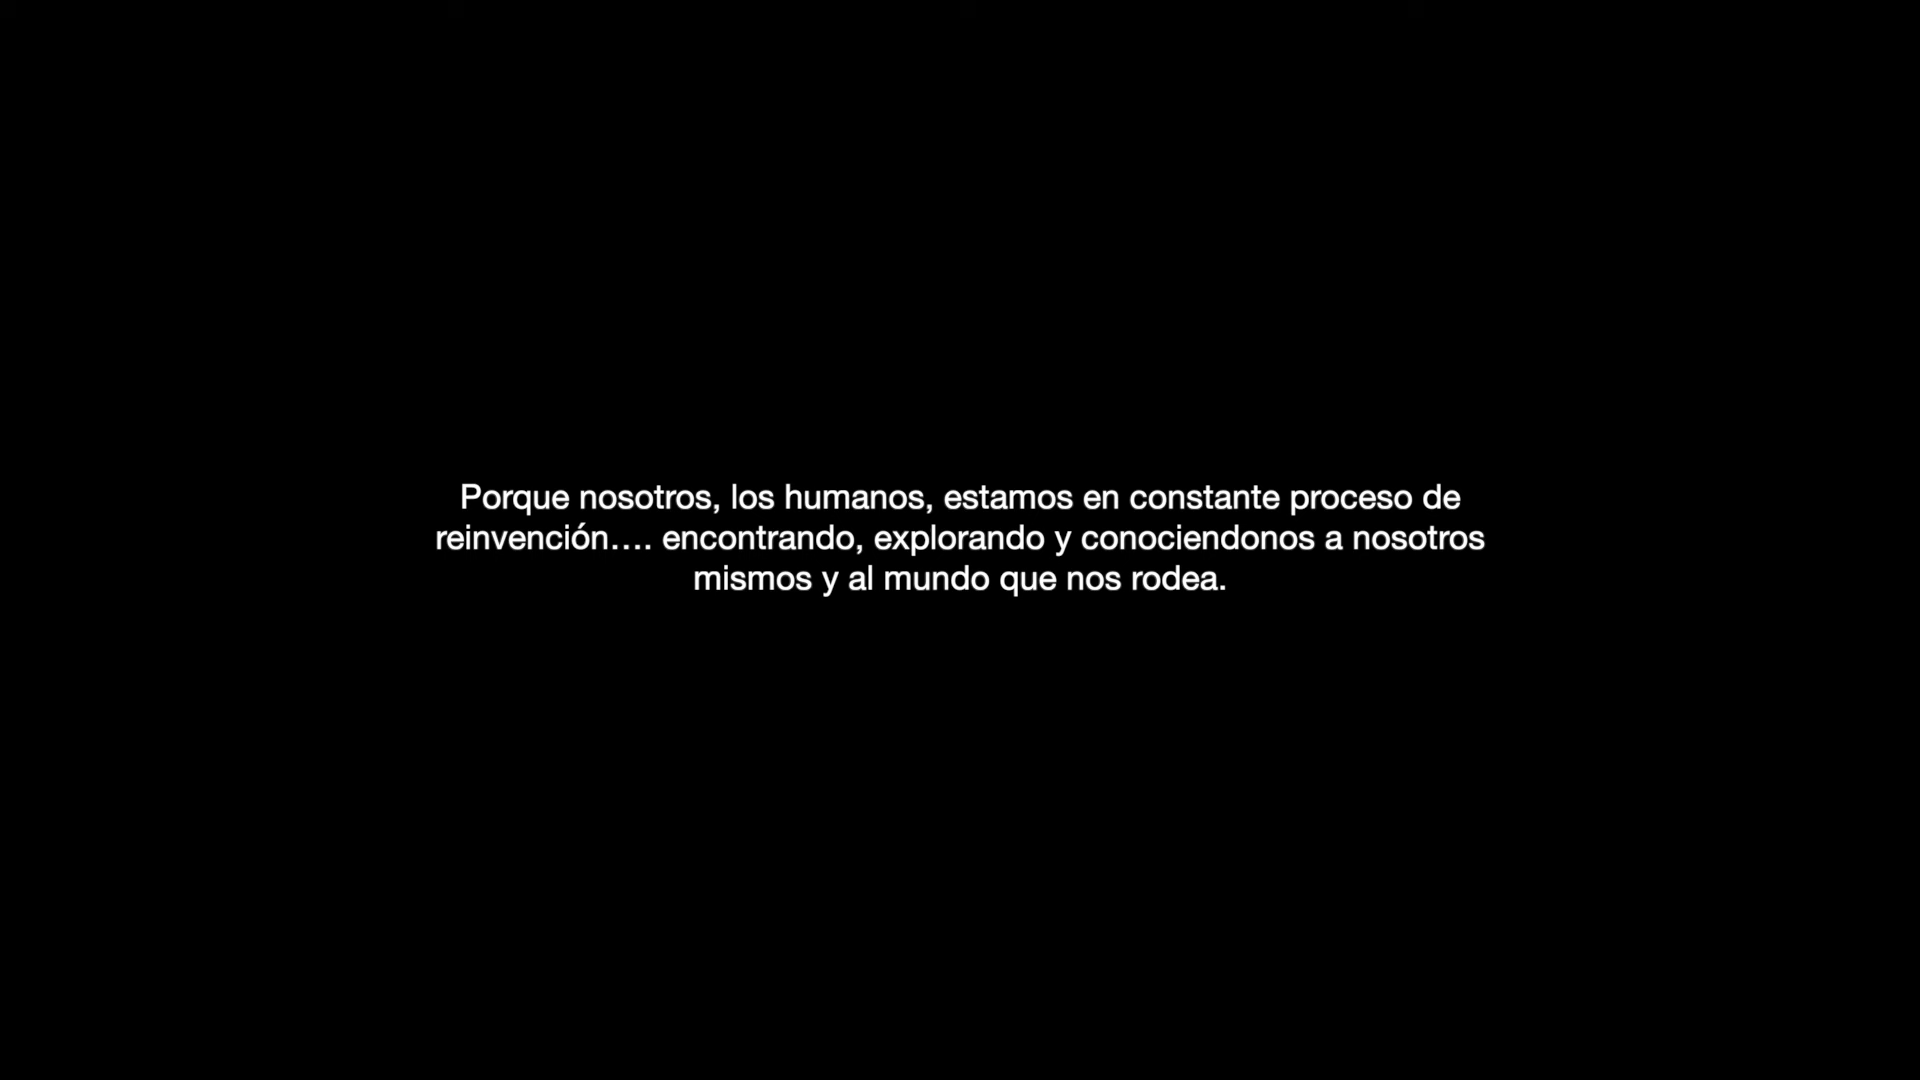 Porque nosotros, los humanos, estamos en constante proceso de
reinvención.... encontrando, explorando y conociendonos a nosotros
mismos y al mundo que nos rodea.